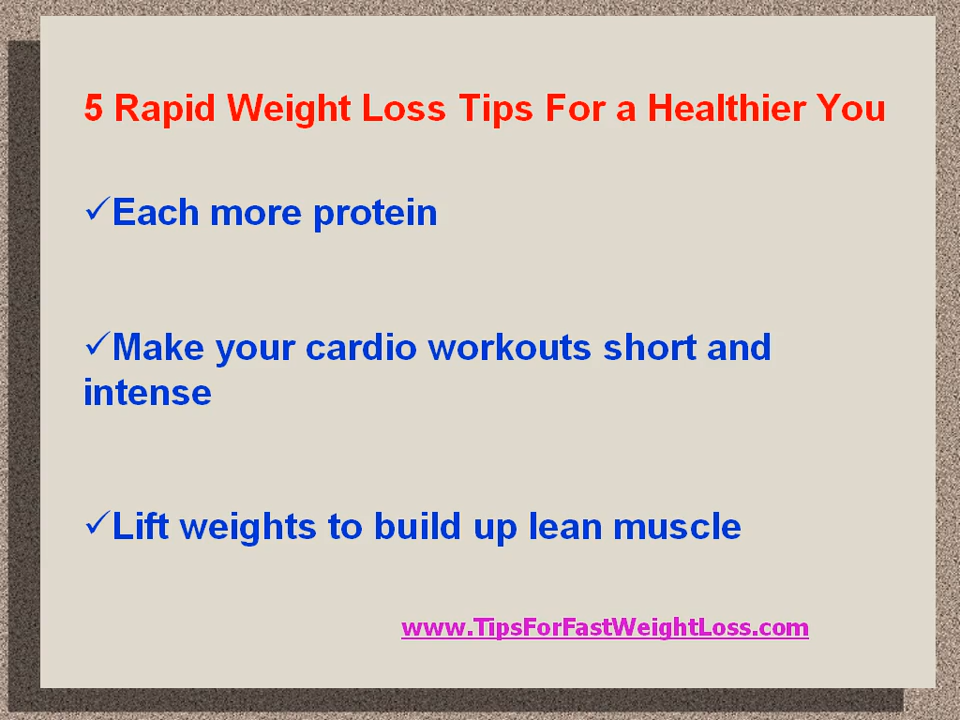 5 Rapid Weight Loss Tips For a Healthier You
✓Each more protein
✓Make your cardio workouts short and
intense
✓Lift weights to build up lean muscle
www.TipsForFastWeightLoss.com